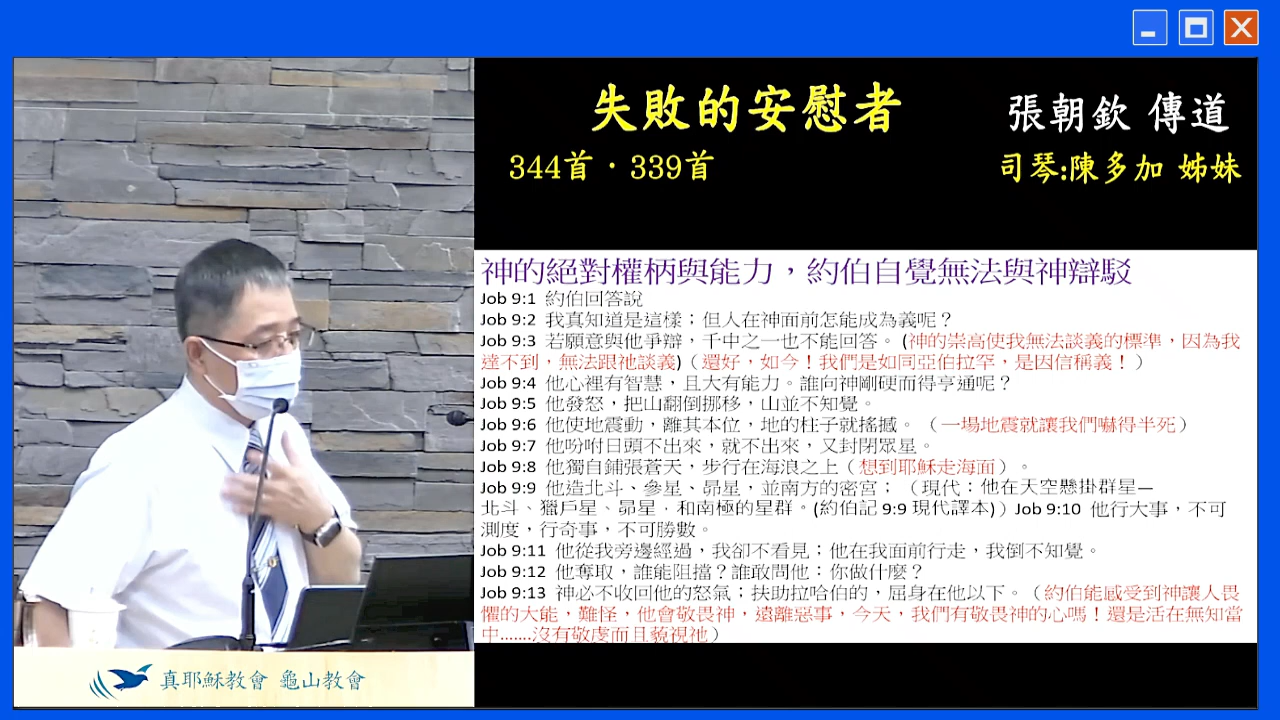 失敗的安慰者
張朝欽 傳道
344首 · 339首
司琴:陳多加 姊妹
神的絕對權柄與能力，約伯自覺無法與神辯駁
Job 9:1 約伯回答說
Job 9:2 我真知道是這樣；但人在神面前怎能成為義呢？
Job 9:3 若願意與他爭辯，千中之一也不能回答。(神的崇高使我無法談義的標準，因為我
達不到，無法跟祂談義)（還好，如今！我們是如同亞伯拉罕，是因信稱義！）
Job 9:4 他心裡有智慧，且大有能力。誰向神剛硬而得亨通呢？
Job 9:5 他發怒，把山翻倒挪移，山並不知覺。
Job 9:6 他使地震動，離其本位，地的柱子就搖撼。（一場地震就讓我們嚇得半死）
Job 9:7 他吩咐日頭不出來，就不出來，又封閉眾星。
Job 9:8 他獨自鋪張蒼天，步行在海浪之上（想到耶穌走海面）。
Job 9:9 他造北斗、參星、昴星，並南方的密宮；（現代：他在天空懸掛群星—
北斗、獵戶星、昴星．和南極的星群。(約伯記 9:9 現代譯本)）Job 9:10 他行大事，不可
測度，行奇事，不可勝數。
Job 9:11 他從我旁邊經過，我卻不看見；他在我面前行走，我倒不知覺。
Job 9:12 他奪取，誰能阻擋？誰敢問他：你做什麼？
Job 9:13 神必不收回他的怒氣；扶助拉哈伯的，屈身在他以下。（約伯能感受到神讓人畏
懼的大能，難怪，他會敬畏神，遠離惡事，今天，我們有敬畏神的心嗎！還是活在無知當
中.......沒有敬虔而且藐視祂）
真耶穌教會 龜山教會